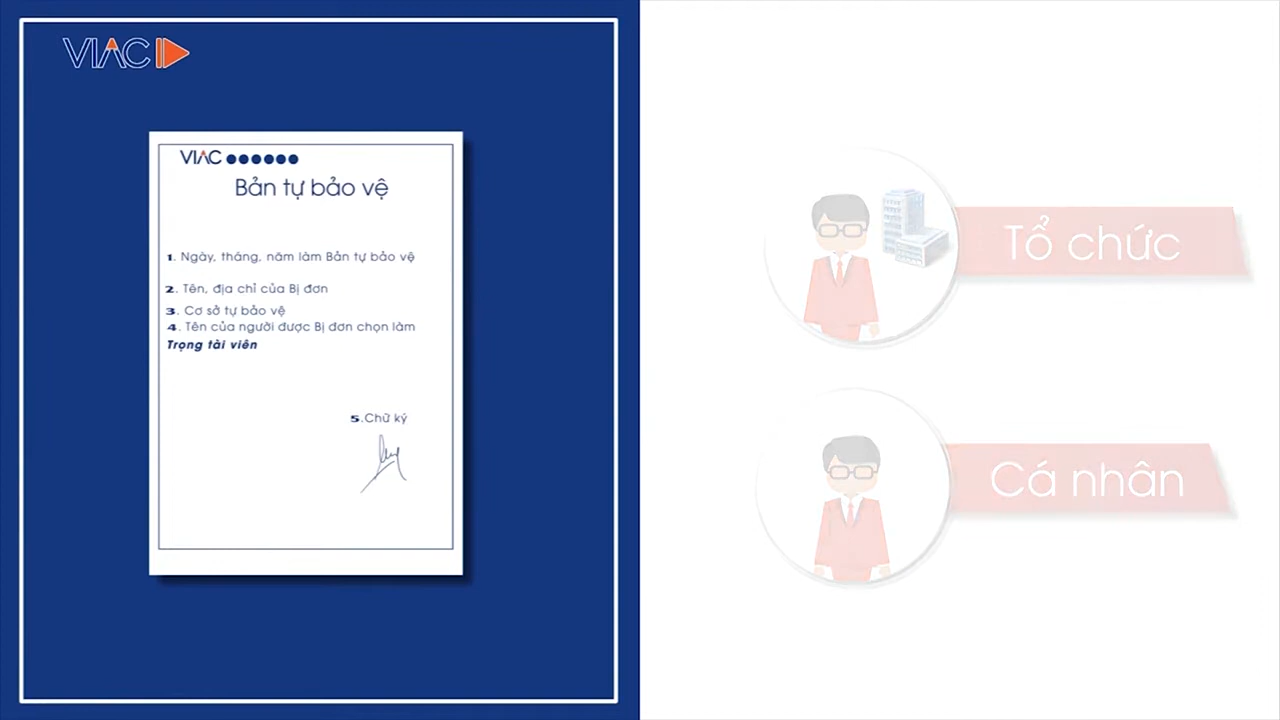 VIAC
VIAC
Bản tự bảo vệ
1. Ngày, tháng, năm làm Bản tự bảo vệ
2. Tên, địa chỉ của Bị đơn
3. Cơ sở tự bảo vệ
4. Tên của người được Bị đơn chọn làm
Trọng tài viên
5.Chữ ký
Tổ chức
Cá nhân